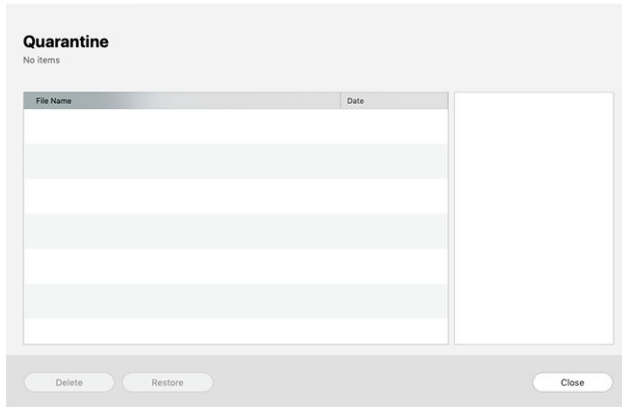 Quarantine
No items
File Name Date
Delete Restore Close